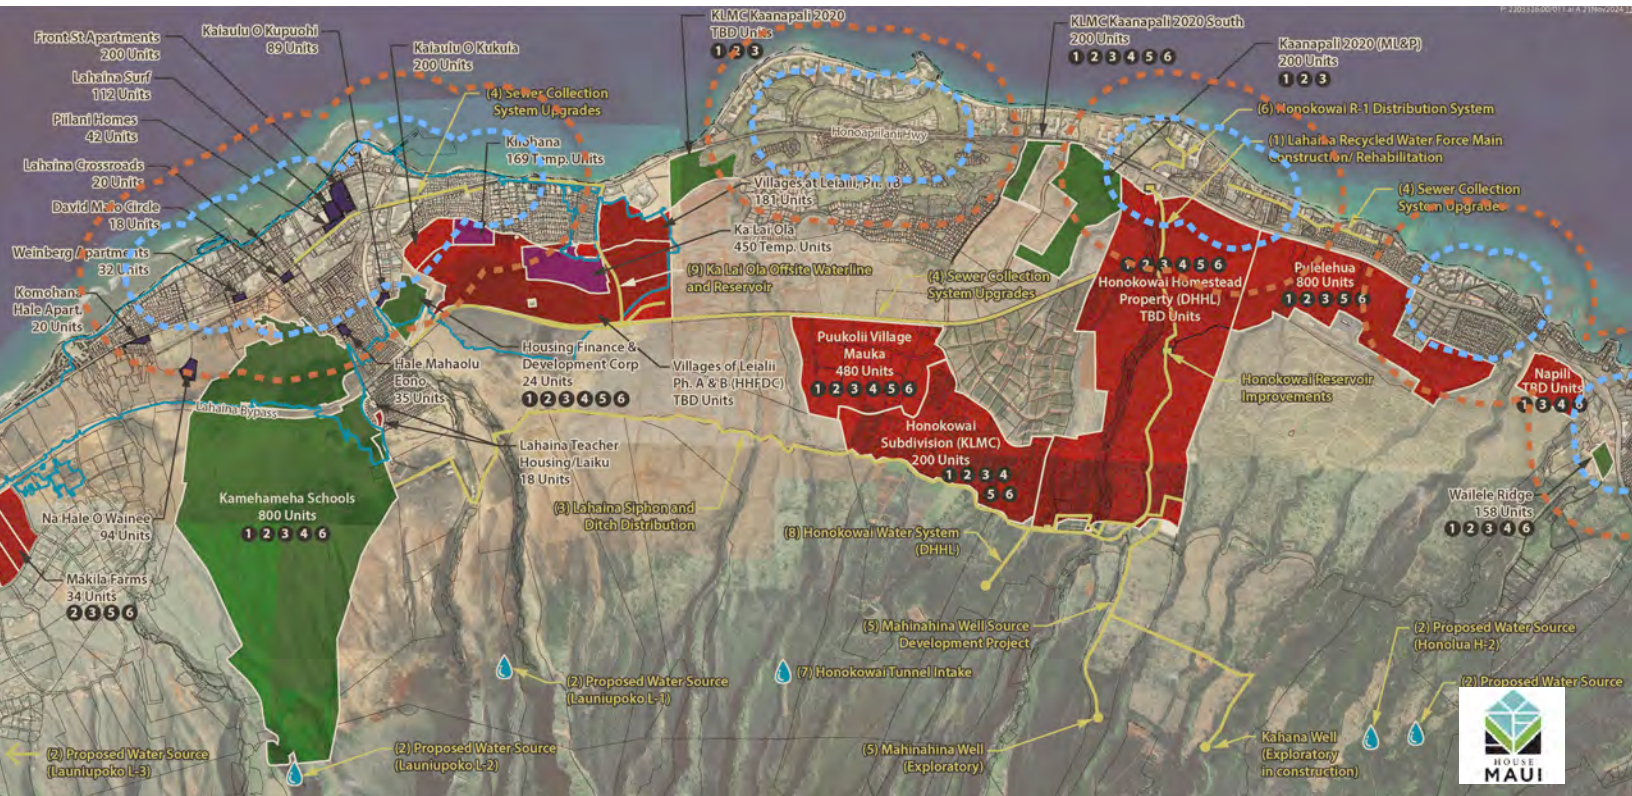 P: 2203326.00/011.ai A 21Nov2024
Front St Apartments
200 Units
Lahaina Surf
112 Units
Piilani Homes
42 Units
Lahaina Crossroads
20 Units
David Malo Circle
18 Units
Weinberg Apartments
32 Units
Komohana
Hale Apart.
20 Units
Kaiaulu O Kupuohi
89 Units
Kaiaulu O Kukuia
200 Units
(4) Sewer Collection
System Upgrades
Kilohana
169 Temp. Units
KLMC Kaanapali 2020
TBD Units
1 2 3
Honoapiilani Hwy
KLMC Kaanapali 2020 South
200 Units
1 2 3 4 5 6
Kaanapali 2020 (ML&P)
200 Units
1 2 3
(6) Honokowai R-1 Distribution System
(1) Lahaina Recycled Water Force Main
Construction/ Rehabilitation
(4) Sewer Collection
System Upgrades
Villages at Leialii, Ph. 1B
181 Units
Ka Lai Ola
450 Temp. Units
(9) Ka Lai Ola Offsite Waterline
and Reservoir
(4) Sewer Collection
System Upgrades
1 2 3 4 5 6
Honokowai Homestead
Property (DHHL)
TBD Units
Pulelehua
800 Units
1 2 3 5 6
Puukolii Village
Mauka
480 Units
1 2 3 4 5 6
Napili
TBD Units
1 3 4 6
Housing Finance &
Development Corp
24 Units
1 2 3 4 5 6
Villages of Leialii
Ph. A & B (HHFDC)
TBD Units
Hale Mahaolu
Eono
35 Units
Honokowai Reservoir
Improvements
Lahaina Bypass
Honokowai
Subdivision (KLMC)
200 Units
1 2 3 4
5 6
Lahaina Teacher
Housing/Laiku
18 Units
Kamehameha Schools
800 Units
1 2 3 4 6
(3) Lahaina Siphon and
Ditch Distribution
Wailele Ridge
158 Units
1 2 3 4 6
Na Hale O Wainee
94 Units
(8) Honokowai Water System
(DHHL)
Makila Farms
34 Units
2 3 5 6
(5) Mahinahina Well Source
Development Project
(2) Proposed Water Source
(Honolua H-2)
(2) Proposed Water Source
(Launiupoko L-1)
(7) Honokowai Tunnel Intake
(2) Proposed Water Source
(2) Proposed Water Source
(Launiupoko L-3)
(2) Proposed Water Source
(Launiupoko L-2)
(5) Mahinahina Well
(Exploratory)
Kahana Well
(Exploratory
in construction)
HOUSE
MAUI